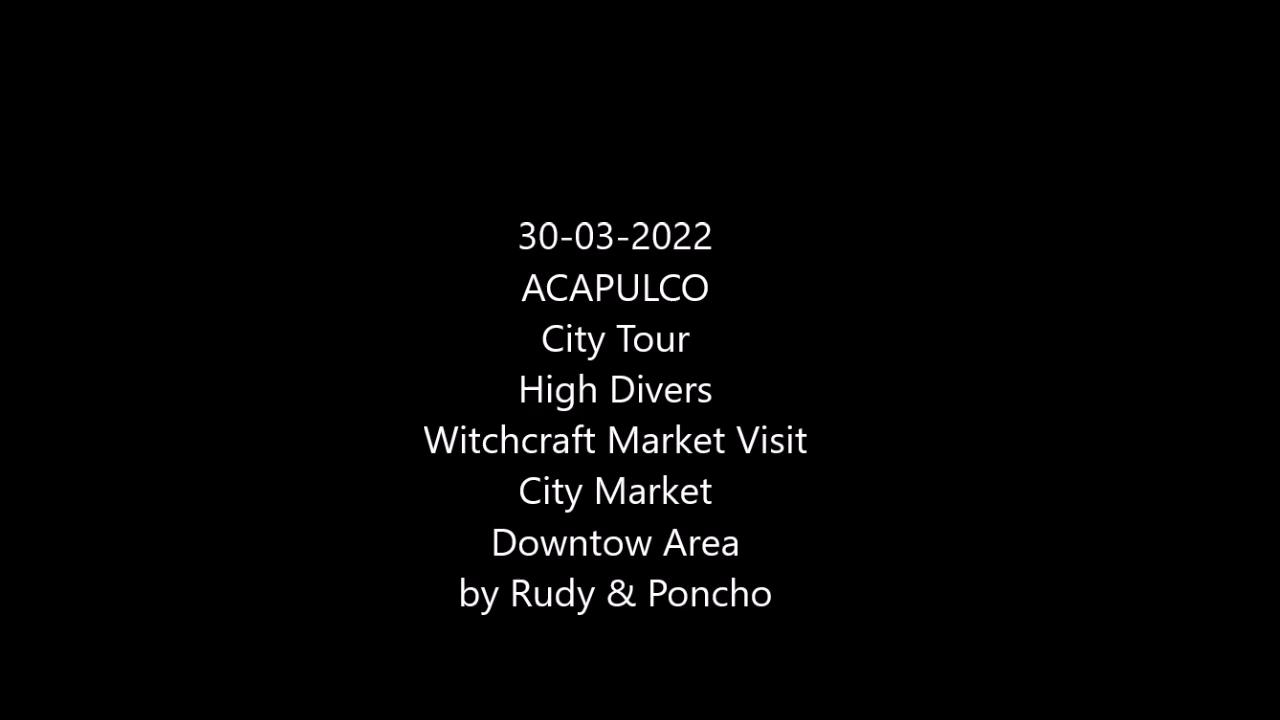 30-03-2022
ACAPULCO
City Tour
High Divers
Witchcraft Market Visit
City Market
Downtow Area
by Rudy & Poncho